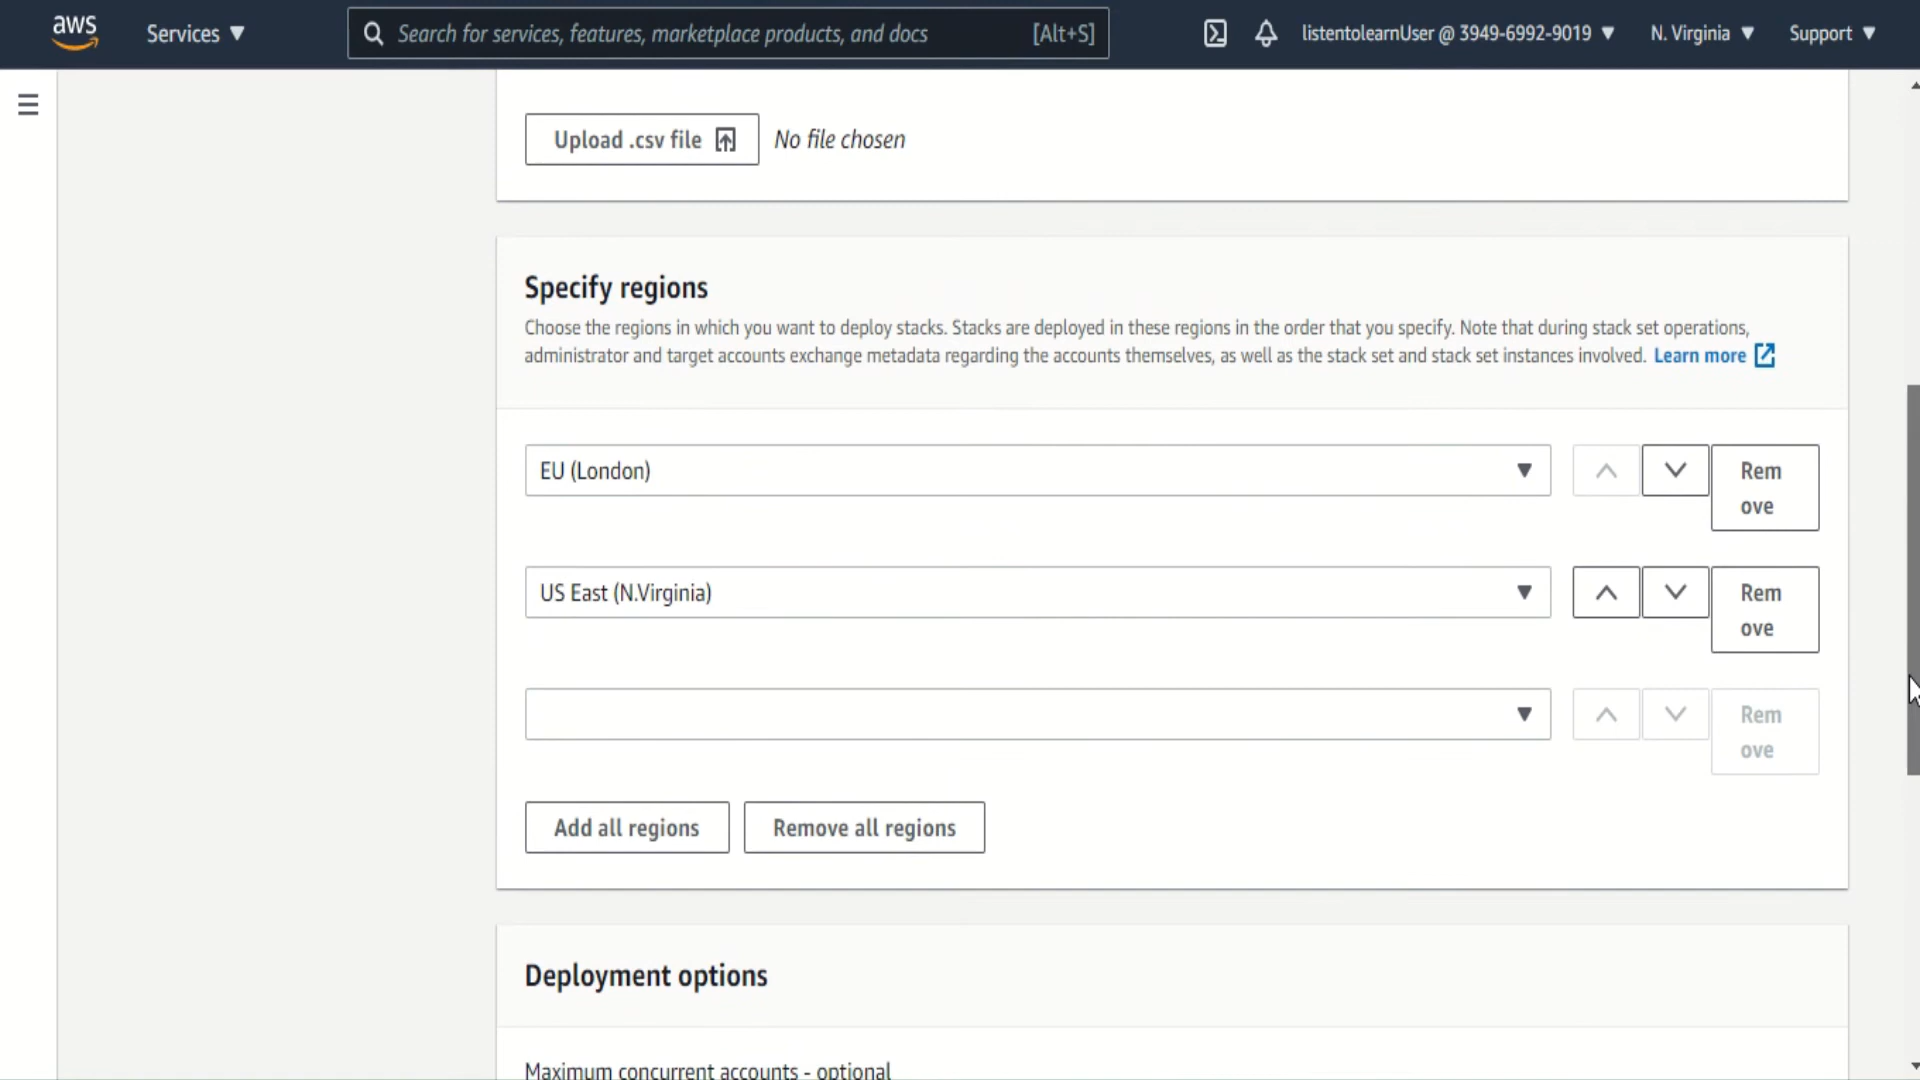 aws Services Search for services, features, marketplace products, and docs [Alt+S] listentolearnUser @ 3949-6992-9019 N. Virginia Support
Upload .csv file No file chosen
Specify regions
Choose the regions in which you want to deploy stacks. Stacks are deployed in these regions in the order that you specify. Note that during stack set operations,
administrator and target accounts exchange metadata regarding the accounts themselves, as well as the stack set and stack set instances involved. Learn more
EU (London) Rem
ove
US East (N.Virginia) Rem
ove
Rem
ove
Add all regions Remove all regions
Deployment options
Maximum concurrent accounts - optional